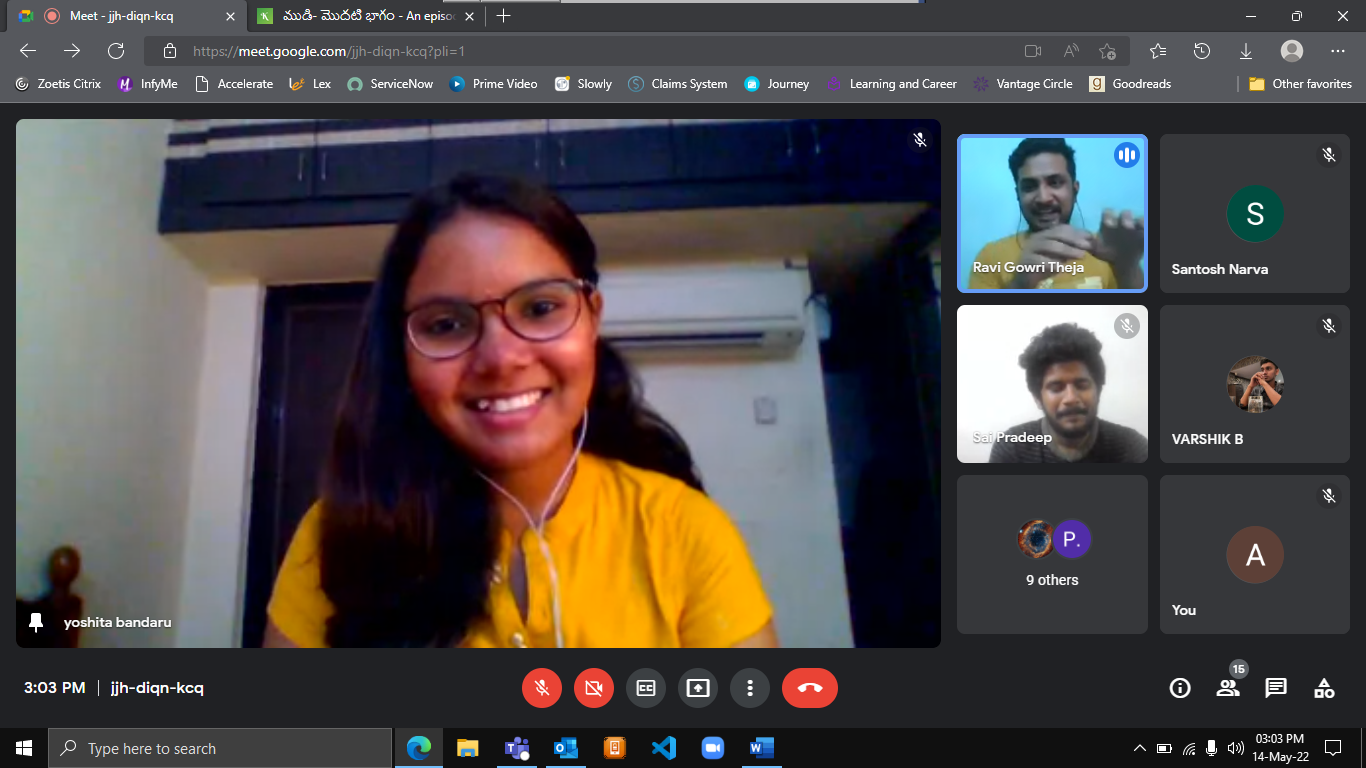 Meet - jjh-diqn-kcq
ముడి- మొదటి భాగం - An episo
https://meet.google.com/jjh-diqn-kcq?pli=1
Zoetis Citrix
InfyMe
Accelerate
Lex
ServiceNow
Prime Video
Slowly
Claims System
Journey
Learning and Career
Vantage Circle
Goodreads
Other favorites
yoshita bandaru
Ravi Gowri Theja
S
Santosh Narva
Sai Pradeep
VARSHIK B
P.
9 others
A
You
3:03 PM | jjh-diqn-kcq
CC
15
Type here to search
03:03 PM
14-May-22